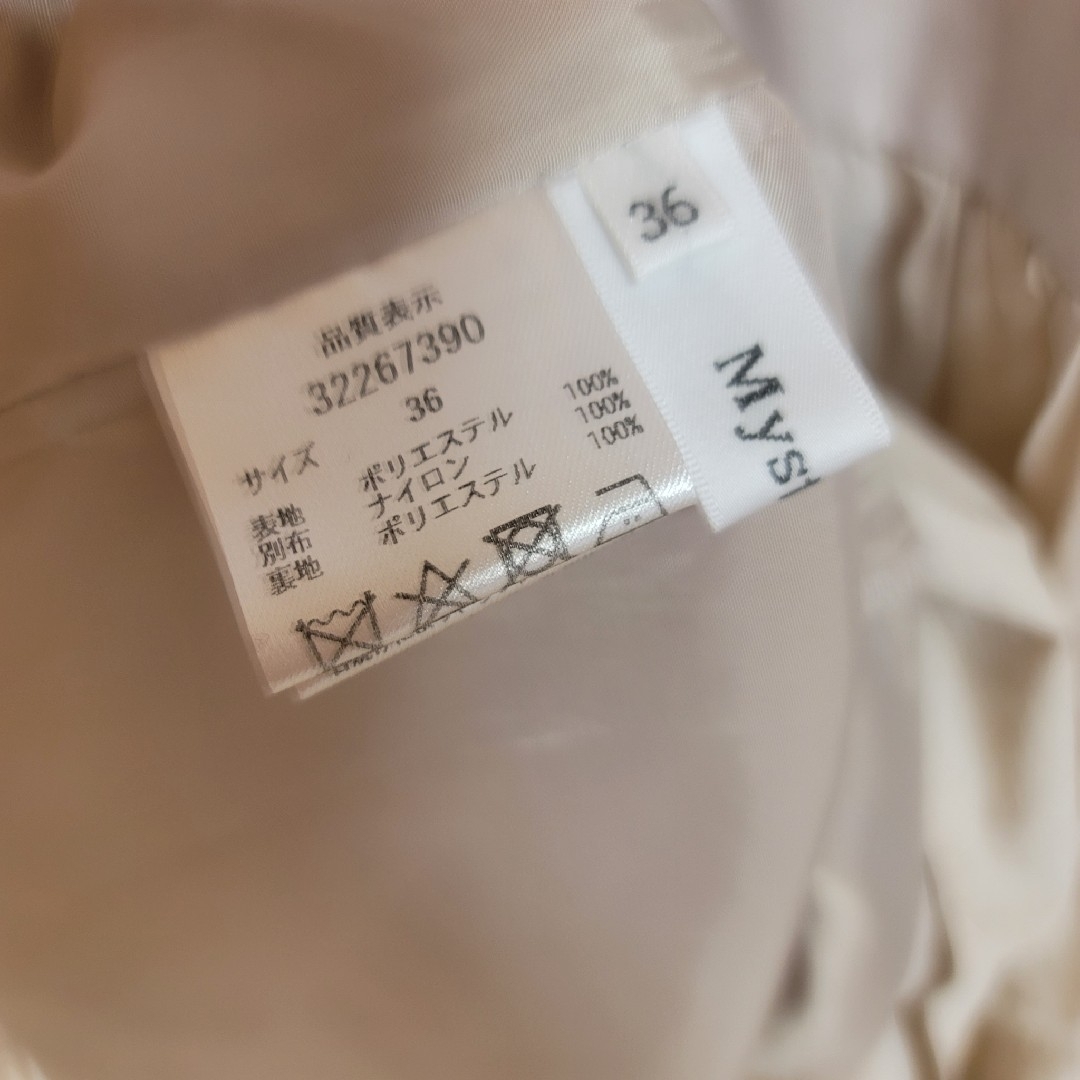 36
Myst
品質表示
32267390
サイズ 36
表地 ポリエステル 100%
別布 ナイロン 100%
裏地 ポリエステル 100%